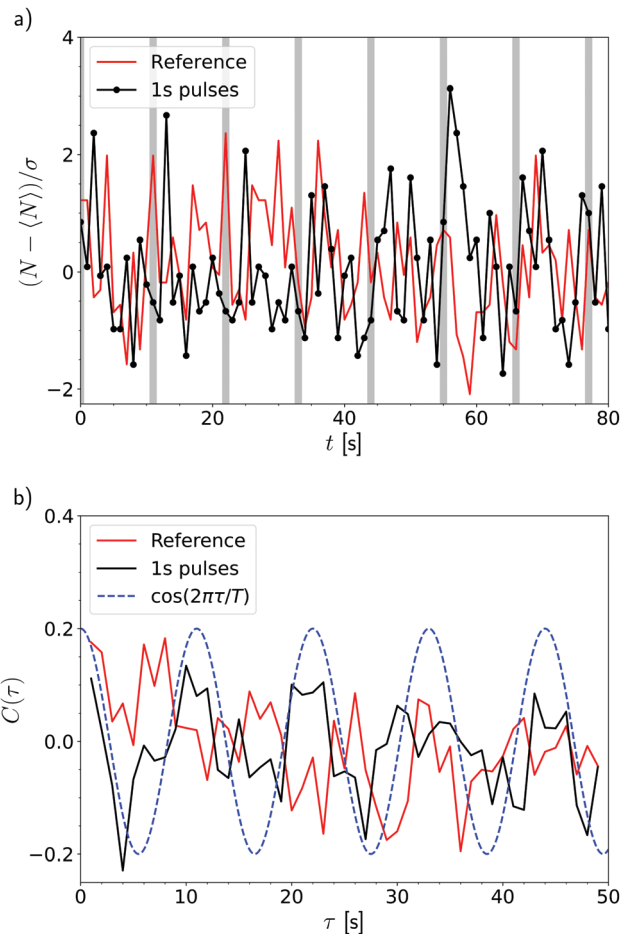 a)
4
2
0
−2
(N − ⟨N⟩)/σ
Reference
1s pulses
0 20 40 60 80
t [s]
b)
0.4
0.2
0.0
−0.2
C(τ)
Reference
1s pulses
cos(2πτ/T)
0 10 20 30 40 50
τ [s]